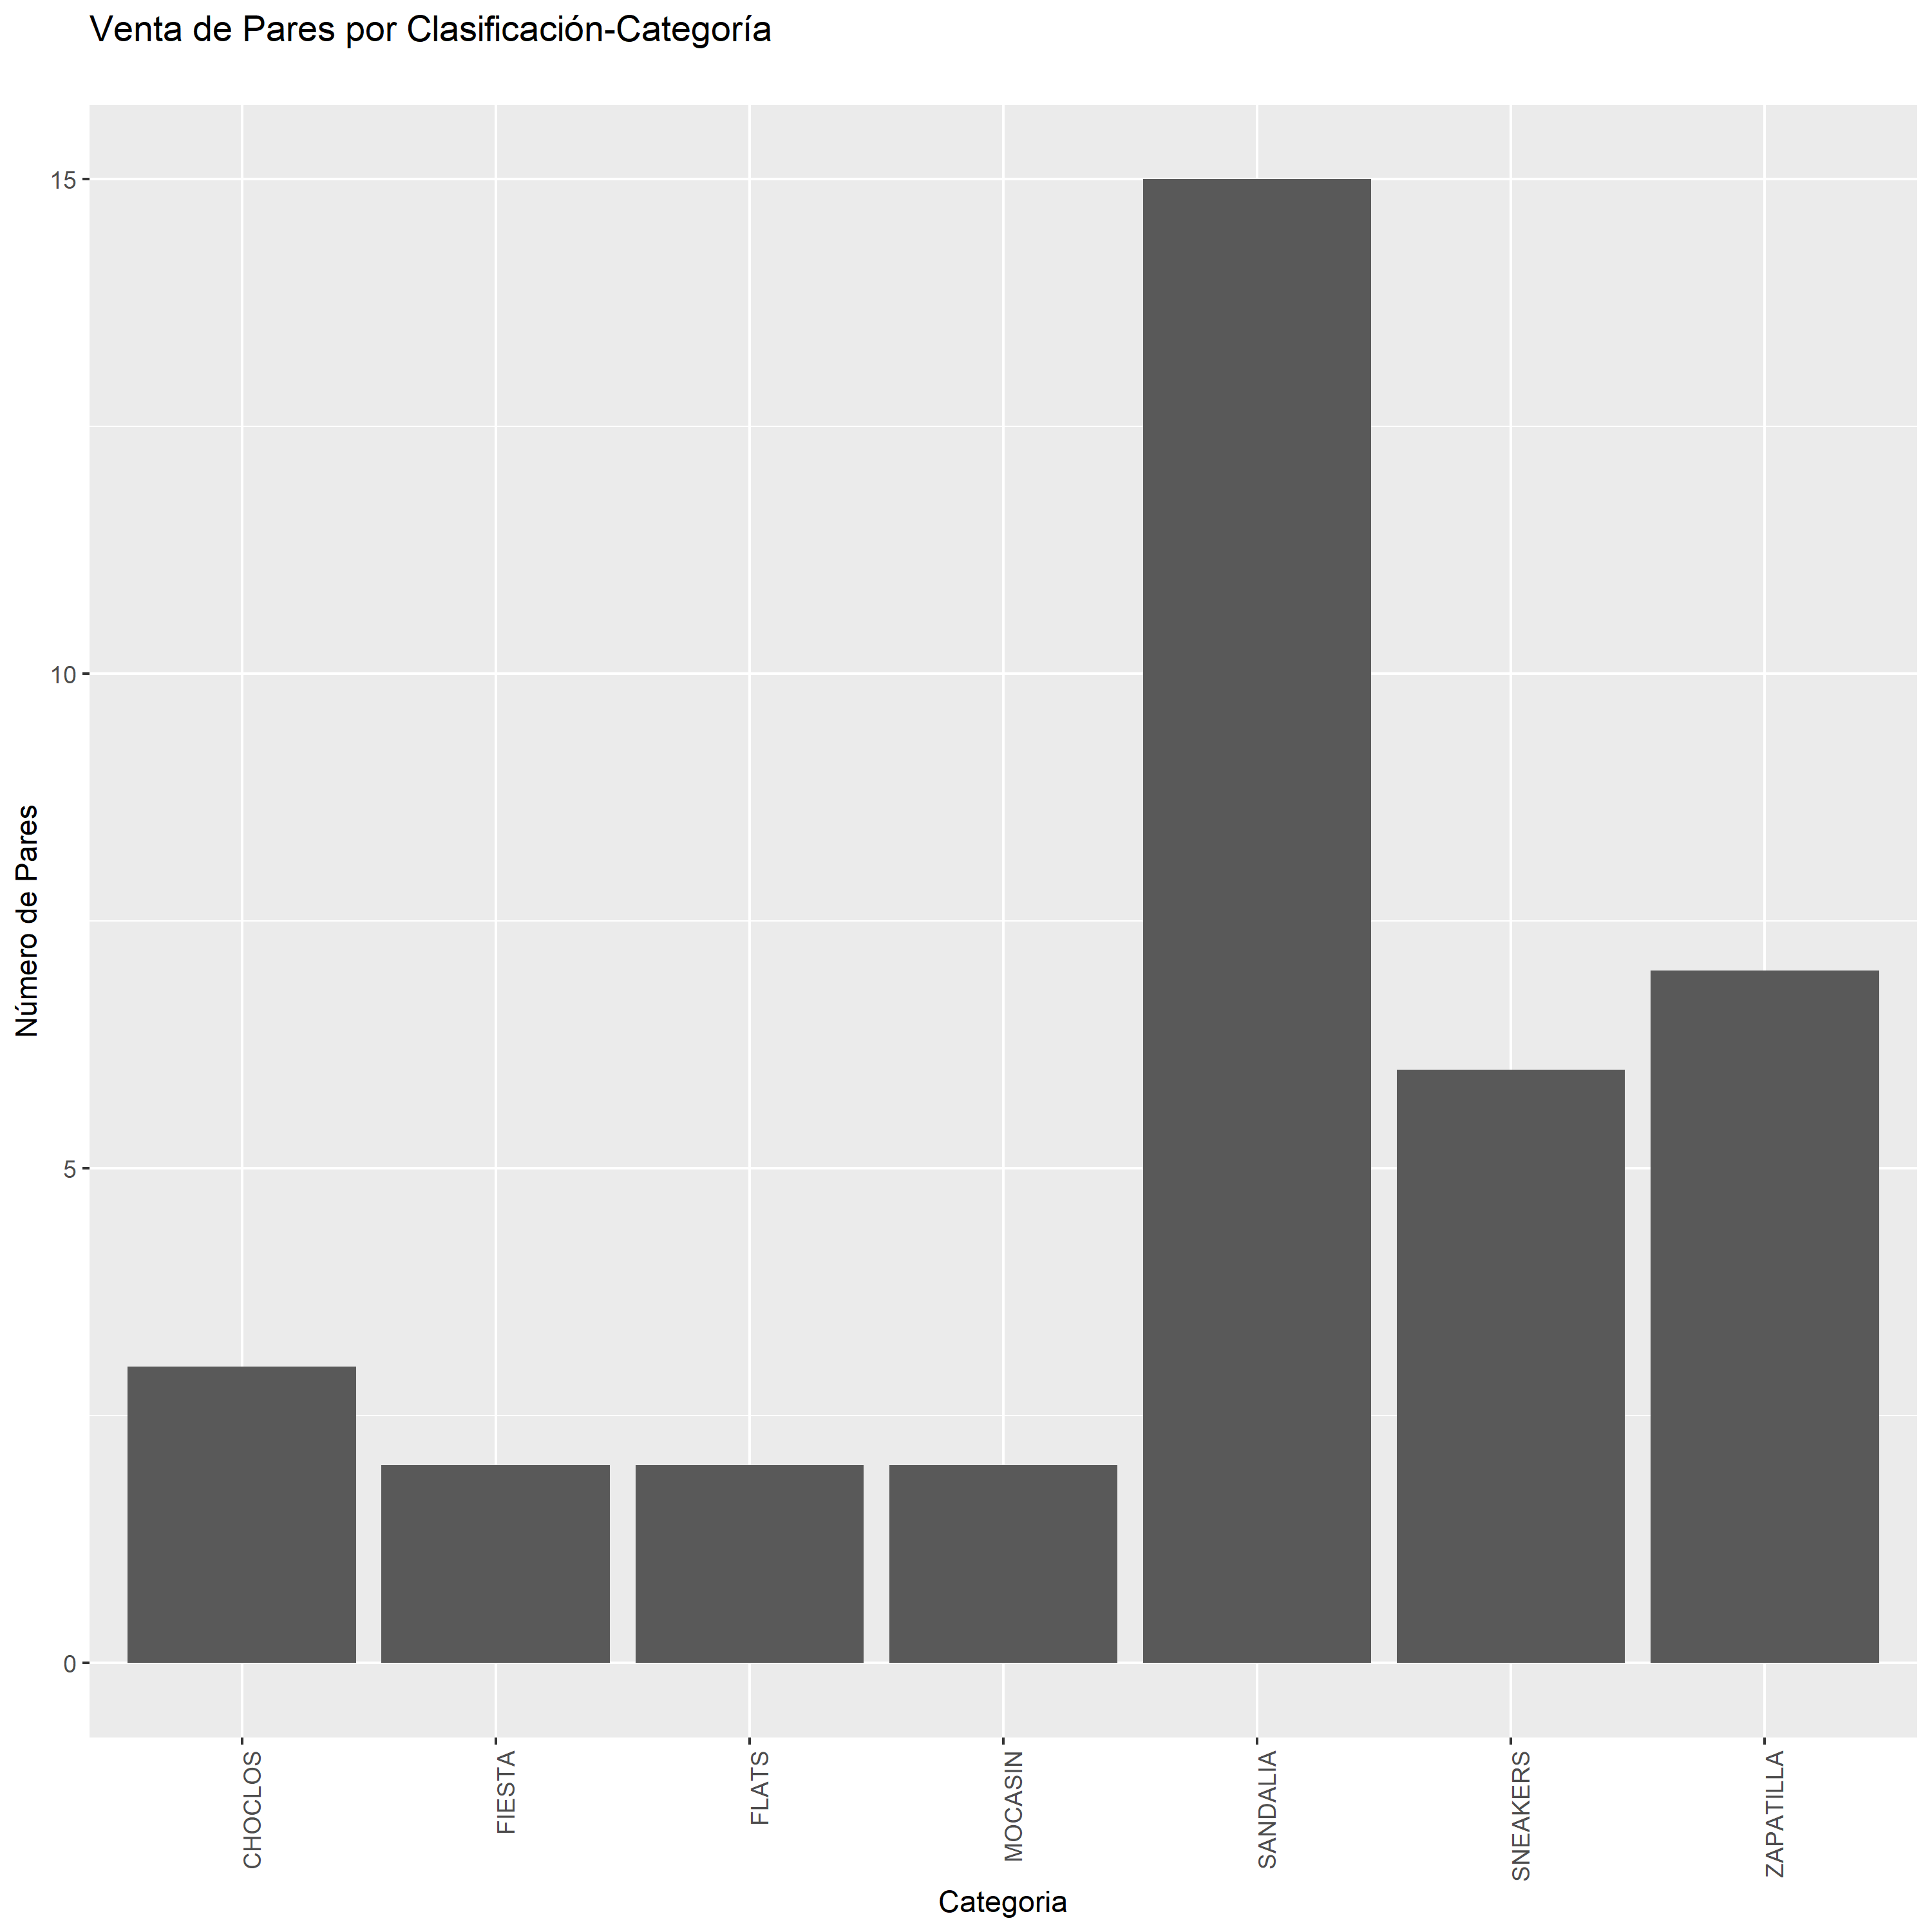 Venta de Pares por Clasificación-Categoría
Número de Pares
15
10
5
0
CHOCLOS
FIESTA
FLATS
MOCASIN
SANDALIA
SNEAKERS
ZAPATILLA
Categoria